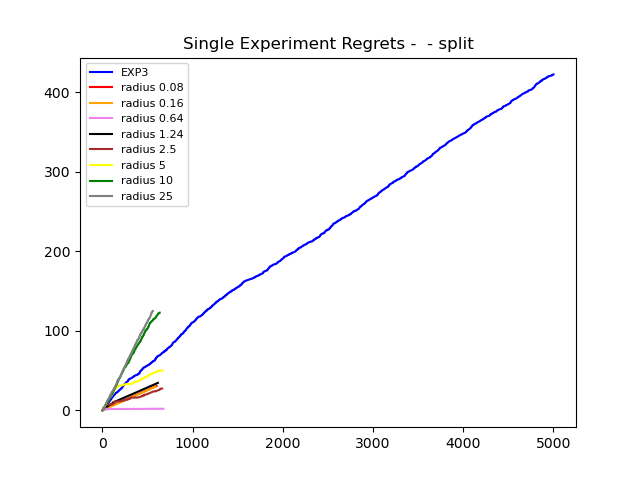 Single Experiment Regrets -  - split
EXP3
radius 0.08
radius 0.16
radius 0.64
radius 1.24
radius 2.5
radius 5
radius 10
radius 25
400
300
200
100
0
0 1000 2000 3000 4000 5000